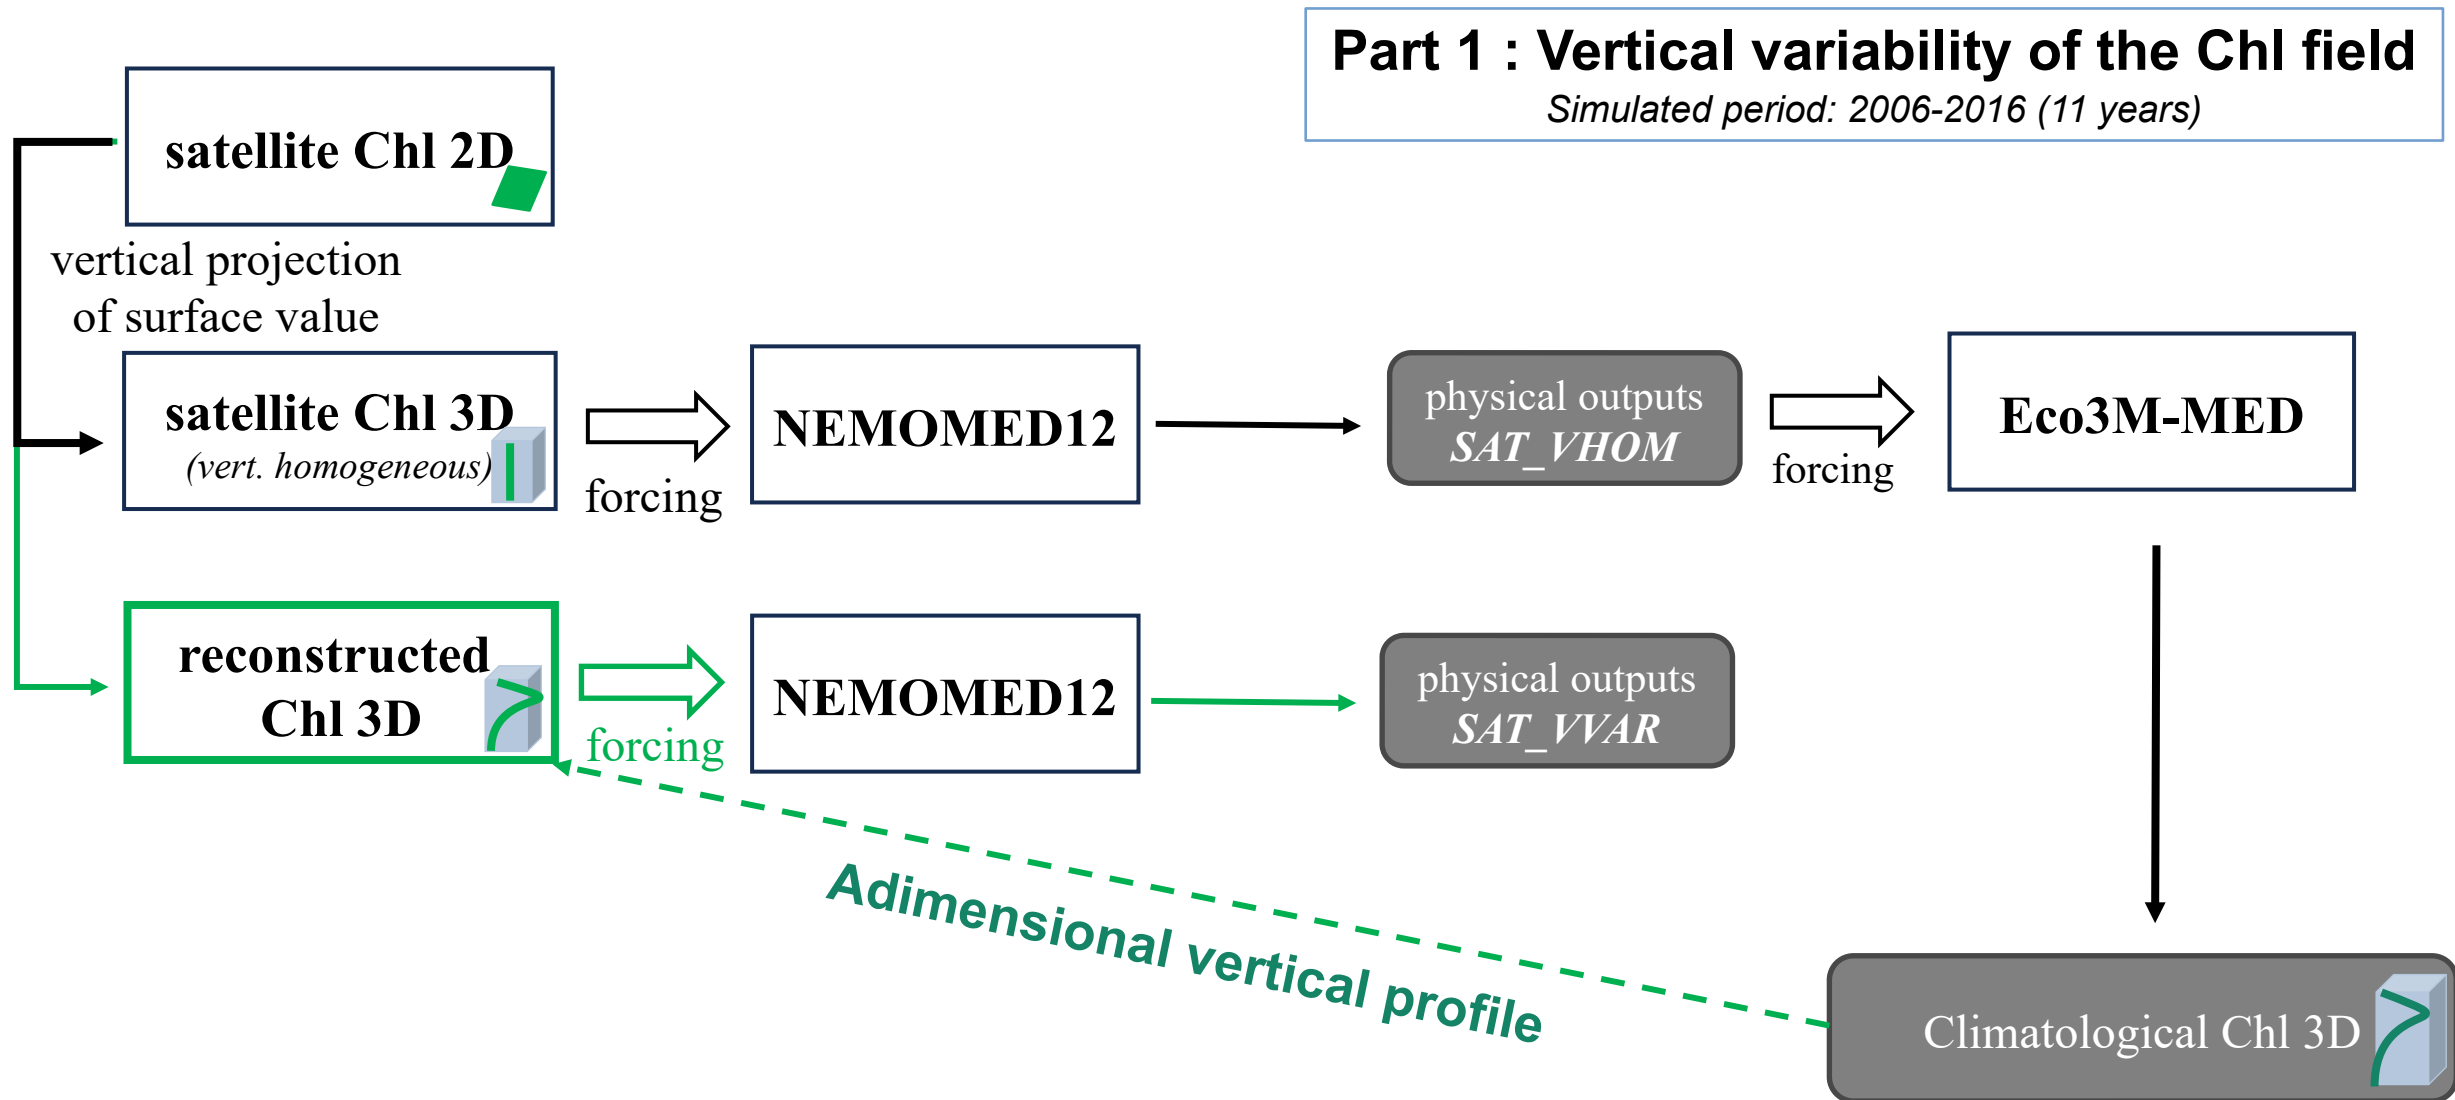 Part 1 : Vertical variability of the Chl field
Simulated period: 2006-2016 (11 years)
satellite Chl 2D
vertical projection
of surface value
satellite Chl 3D
(vert. homogeneous)
forcing
NEMOMED12
physical outputs
SAT_VHOM
forcing
Eco3M-MED
reconstructed
Chl 3D
forcing
NEMOMED12
physical outputs
SAT_VVAR
Adimensional vertical profile
Climatological Chl 3D